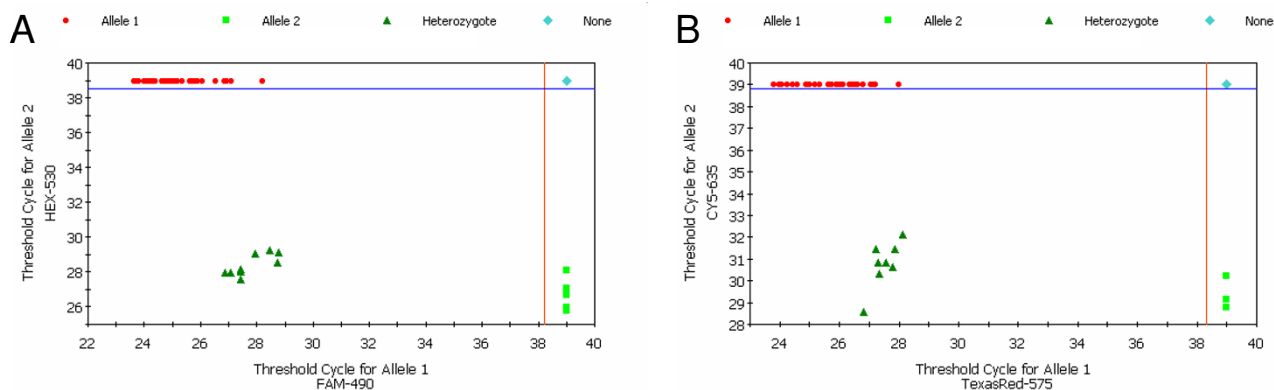 A
Allele 1 Allele 2 Heterozygote None
40
38
36
34
32
30
28
26
22 24 26 28 30 32 34 36 38 40
Threshold Cycle for Allele 2
HEX-530
Threshold Cycle for Allele 1
FAM-490
B
Allele 1 Allele 2 Heterozygote None
40
39
38
37
36
35
34
33
32
31
30
29
28
24 26 28 30 32 34 36 38 40
Threshold Cycle for Allele 2
CY5-635
Threshold Cycle for Allele 1
TexasRed-575